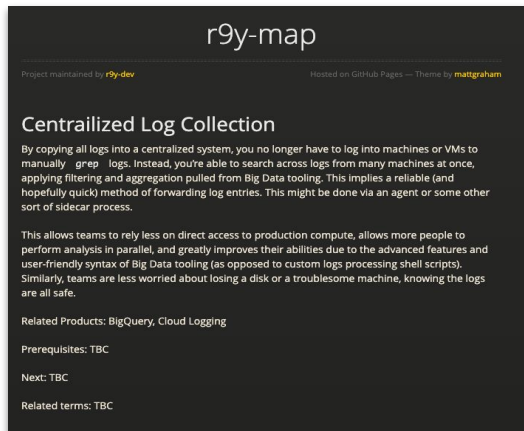 r9y-map
Project maintained by r9y-dev
Hosted on GitHub Pages — Theme by mattgraham
Centrailized Log Collection
By copying all logs into a centralized system, you no longer have to log into machines or VMs to
manually grep logs. Instead, you're able to search across logs from many machines at once,
applying filtering and aggregation pulled from Big Data tooling. This implies a reliable (and
hopefully quick) method of forwarding log entries. This might be done via an agent or some other
sort of sidecar process.
This allows teams to rely less on direct access to production compute, allows more people to
perform analysis in parallel, and greatly improves their abilities due to the advanced features and
user-friendly syntax of Big Data tooling (as opposed to custom logs processing shell scripts).
Similarly, teams are less worried about losing a disk or a troublesome machine, knowing the logs
are all safe.
Related Products: BigQuery, Cloud Logging
Prerequisites: TBC
Next: TBC
Related terms: TBC